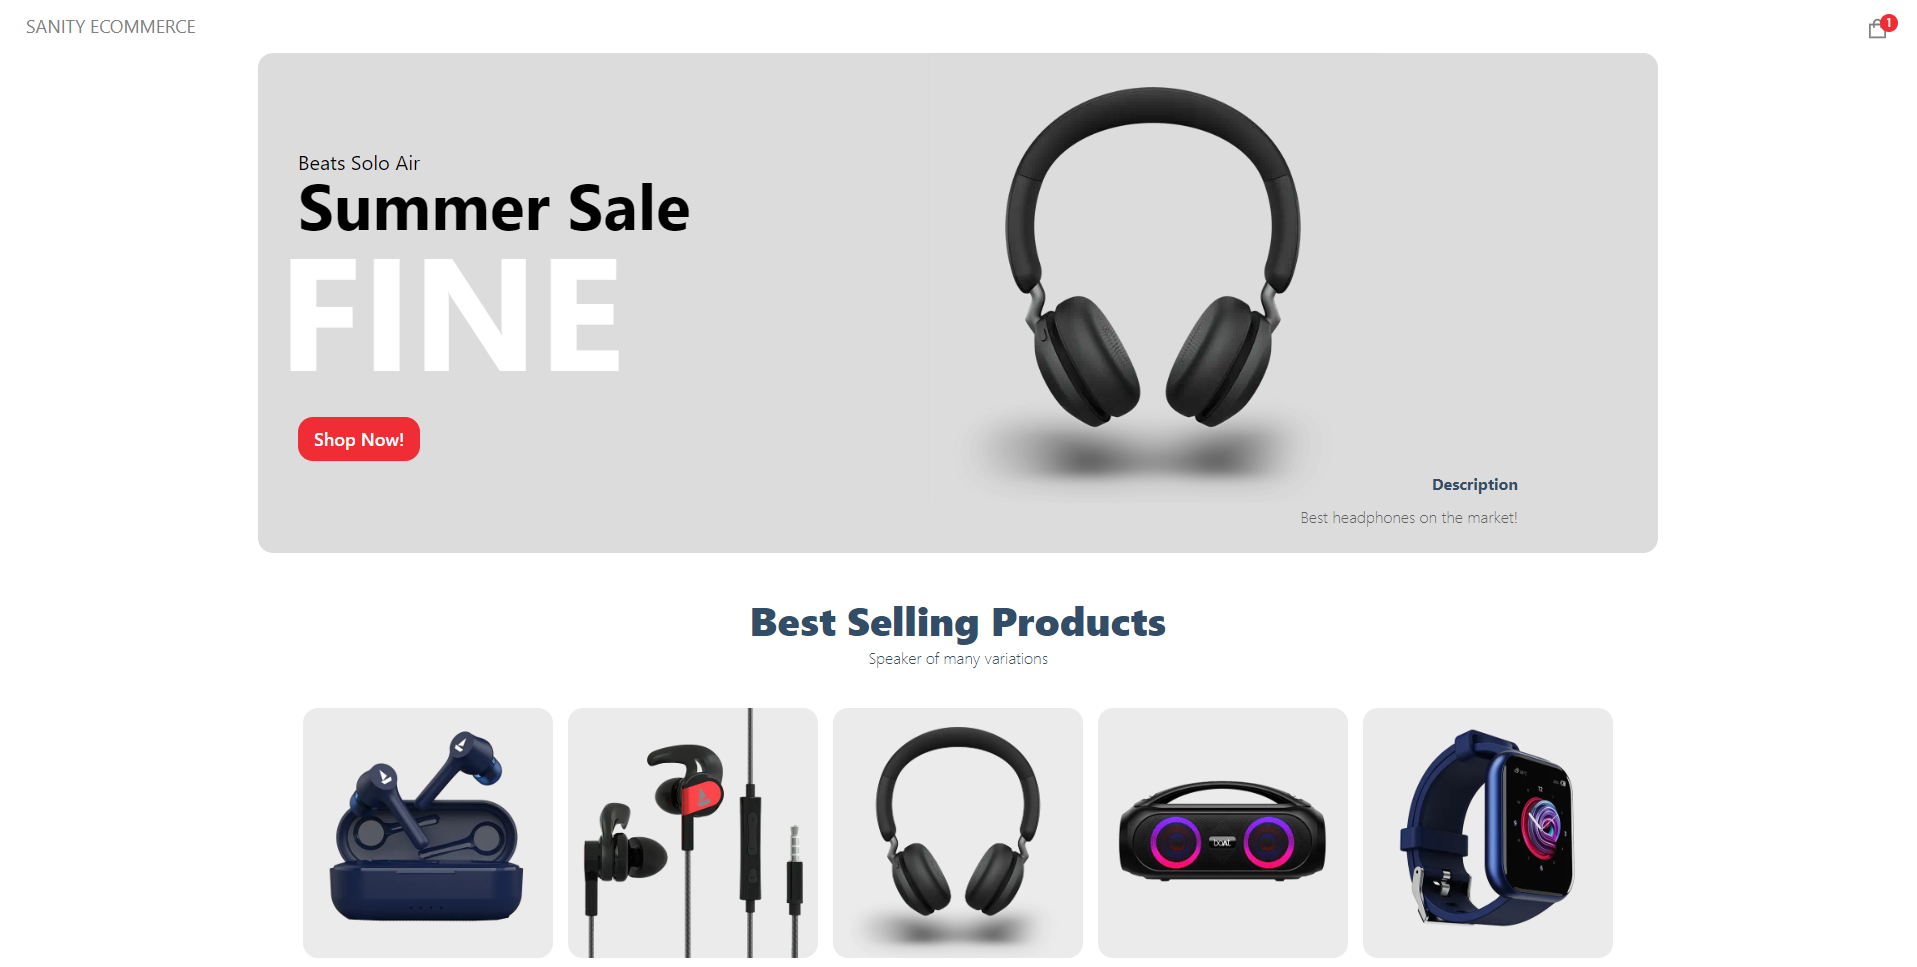 SANITY ECOMMERCE
1
Beats Solo Air
Summer Sale
FINE
Shop Now!
Description
Best headphones on the market!
Best Selling Products
Speaker of many variations